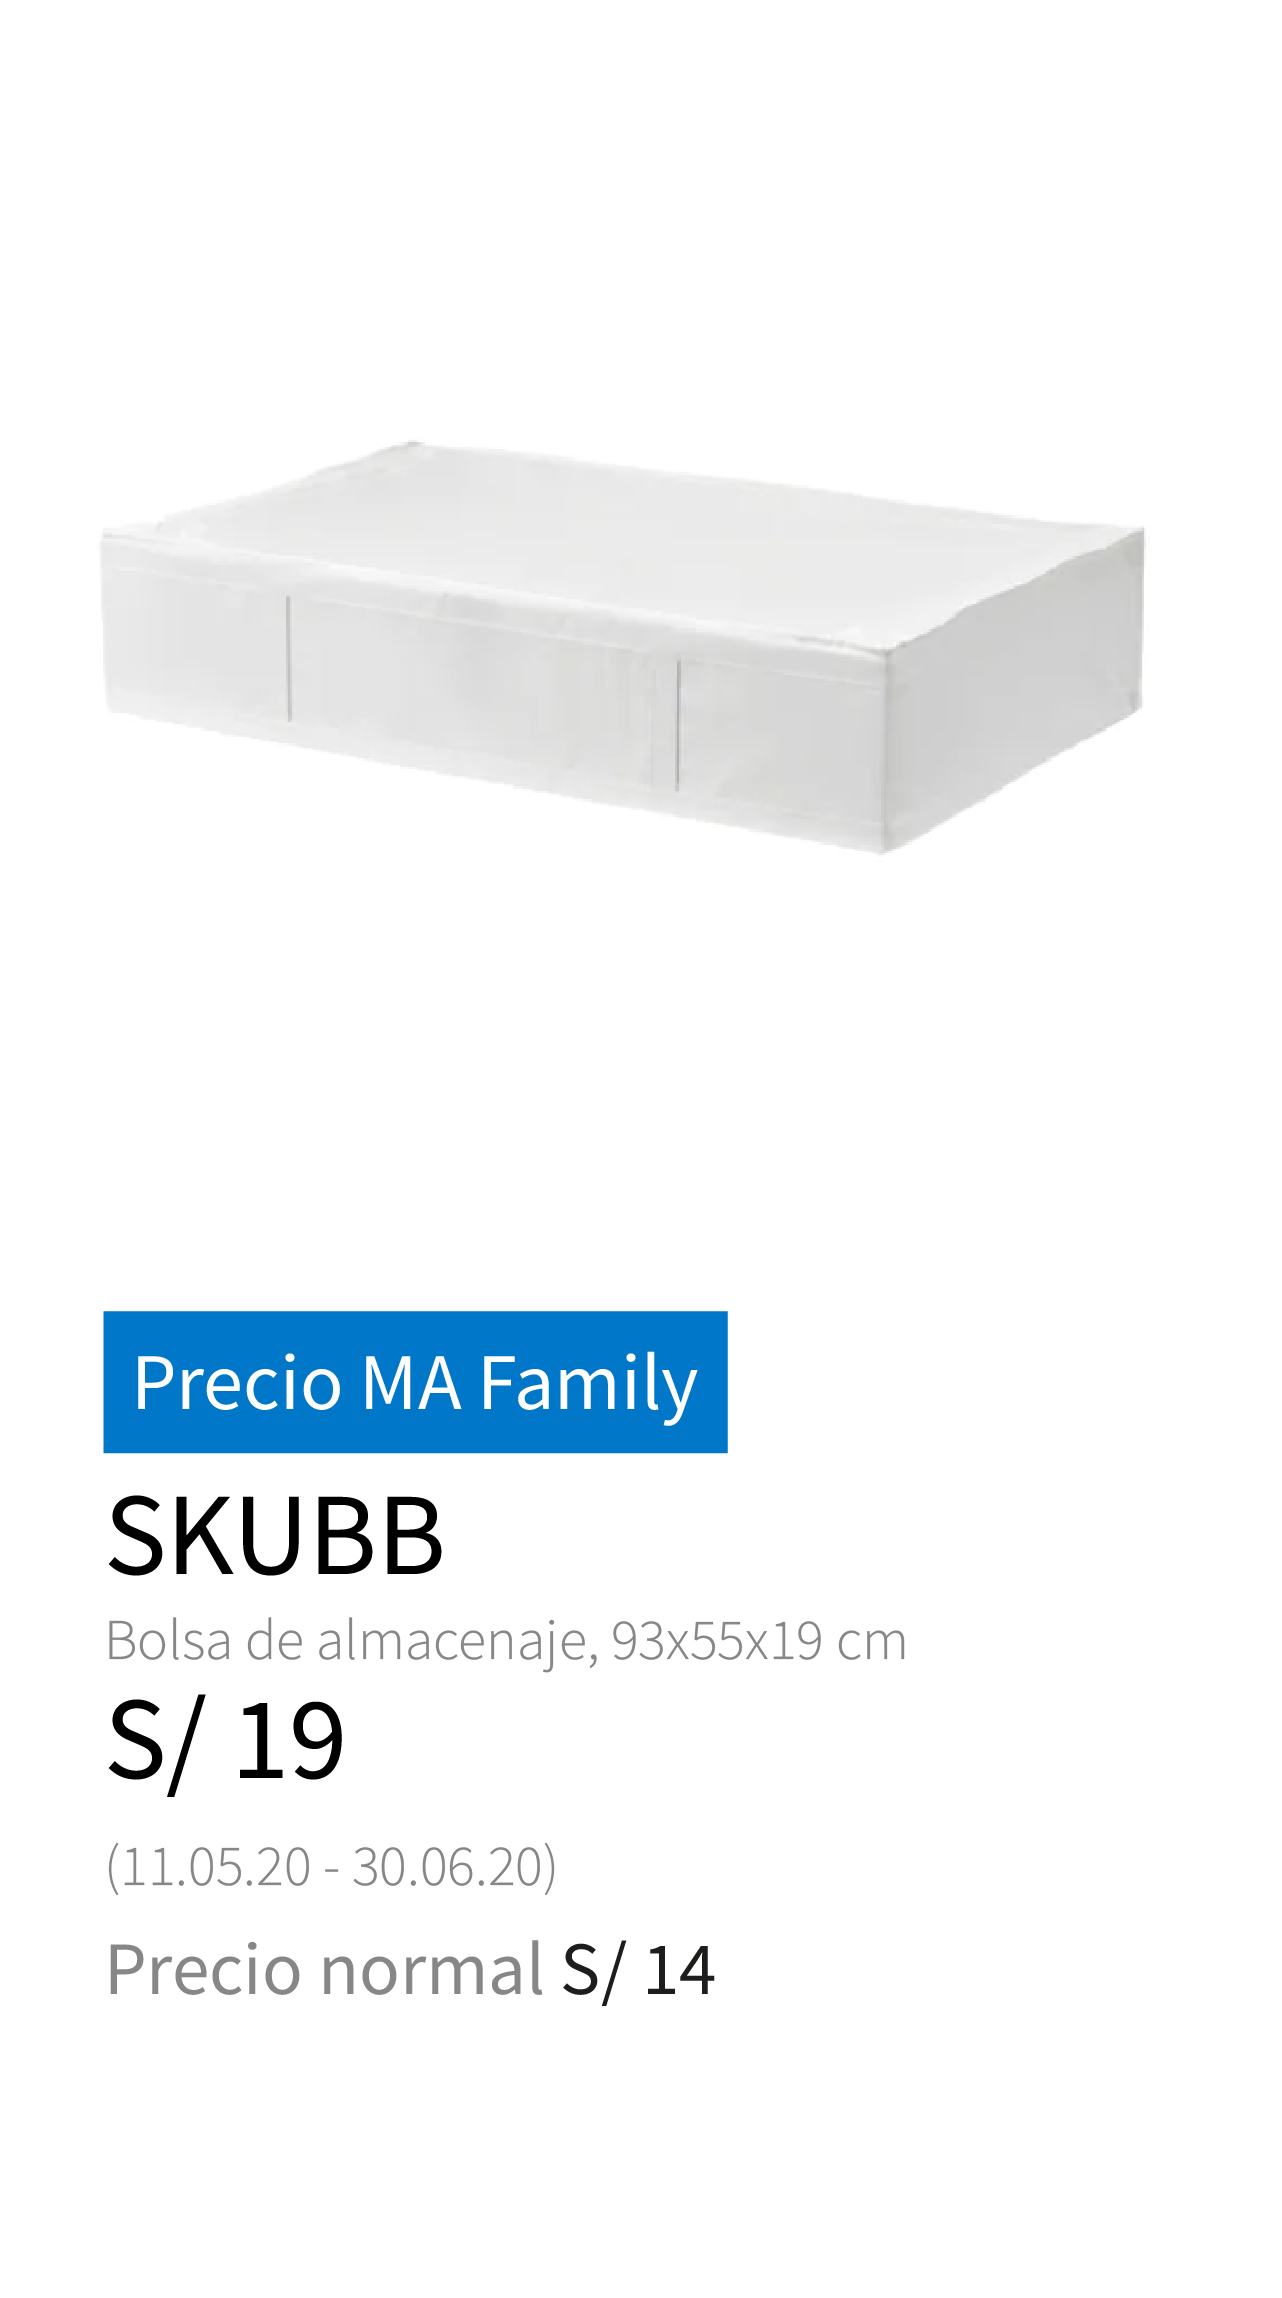 Precio MA Family
SKUBB
Bolsa de almacenaje, 93x55x19 cm
S/ 19
(11.05.20 - 30.06.20)
Precio normal S/ 14